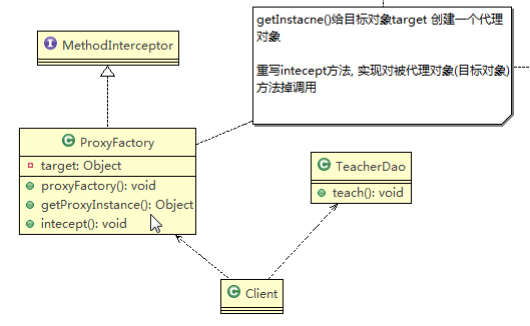 getInstacne()给目标对象target 创建一个代理
对象
重写intecept方法, 实现对被代理对象(目标对象)
方法掉调用
I MethodInterceptor
C ProxyFactory
target: Object
proxyFactory(): void
getProxyInstance(): Object
intecept(): void
C TeacherDao
teach(): void
C Client